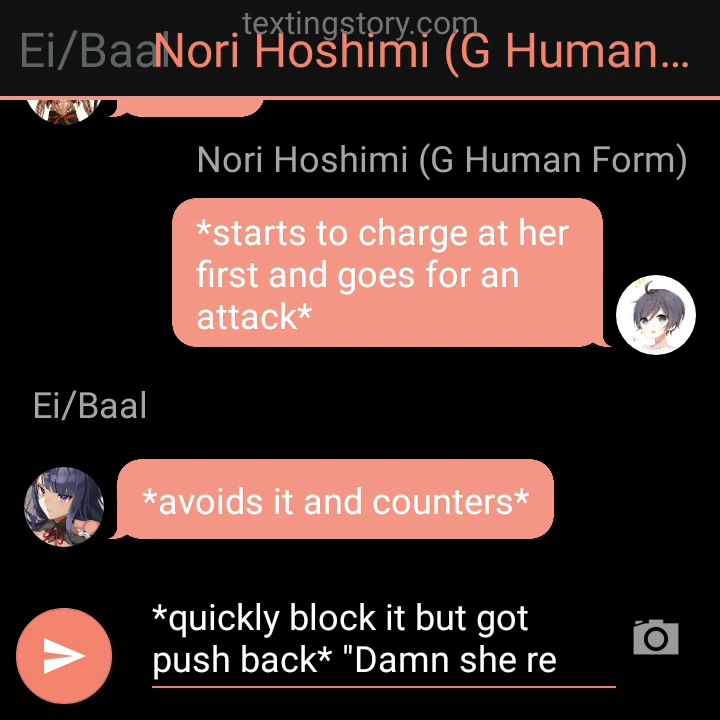 textingstory.com
Ei/Baal
Nori Hoshimi (G Human...
Nori Hoshimi (G Human Form)
*starts to charge at her
first and goes for an
attack*
Ei/Baal
*avoids it and counters*
*quickly block it but got
push back* "Damn she re